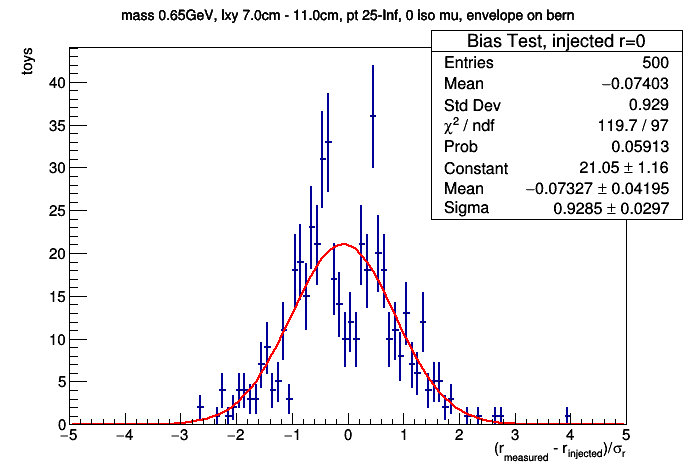 mass 0.65GeV, lxy 7.0cm - 11.0cm, pt 25-Inf, 0 iso mu, envelope on bern
toys
Bias Test, injected r=0
Entries 500
Mean −0.07403
Std Dev 0.929
χ² / ndf 119.7 / 97
Prob 0.05913
Constant 21.05 ± 1.16
Mean −0.07327 ± 0.04195
Sigma 0.9285 ± 0.0297
40
35
30
25
20
15
10
5
0
−5 −4 −3 −2 −1 0 1 2 3 4 5
(r_measured - r_injected)/σ_r